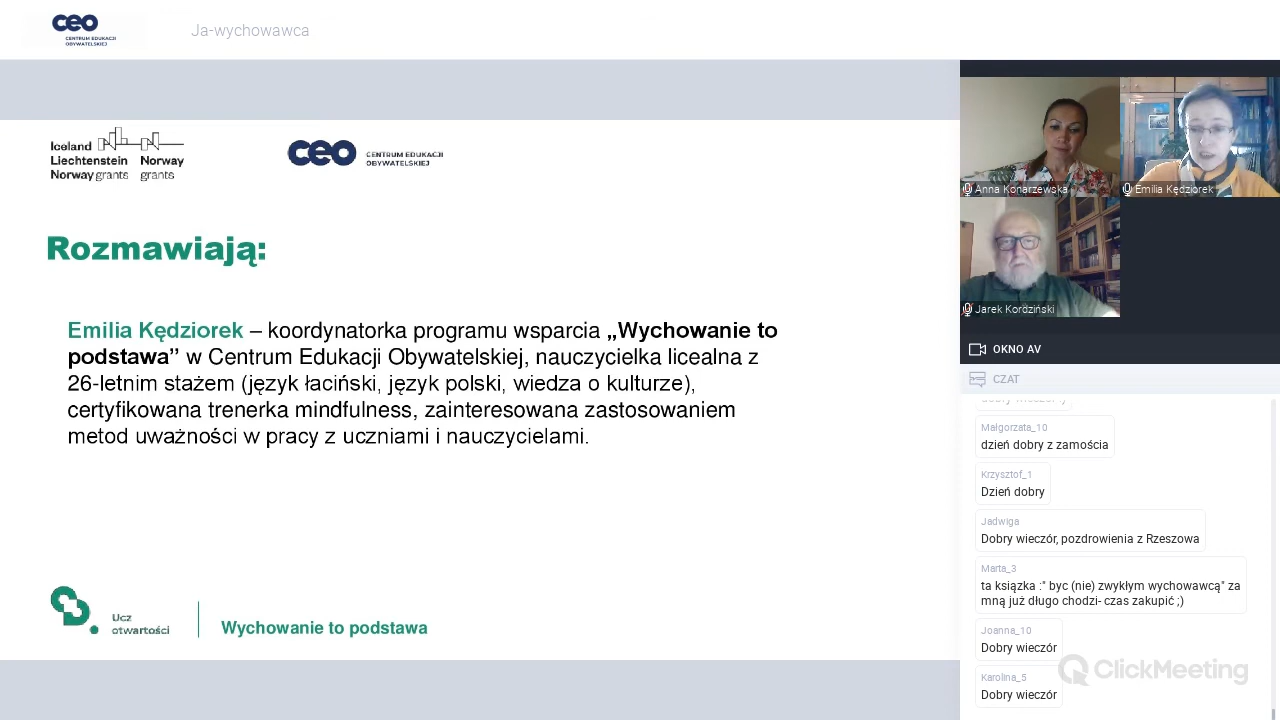 ceo
CENTRUM EDUKACJI
OBYWATELSKIEJ
Ja-wychowawca
Iceland
Liechtenstein
Norway grants
Norway
grants
ceo
CENTRUM EDUKACJI
OBYWATELSKIEJ
Rozmawiają:
Emilia Kędziorek – koordynatorka programu wsparcia „Wychowanie to
podstawa” w Centrum Edukacji Obywatelskiej, nauczycielka licealna z
26-letnim stażem (język łaciński, język polski, wiedza o kulturze),
certyfikowana trenerka mindfulness, zainteresowana zastosowaniem
metod uważności w pracy z uczniami i nauczycielami.
Ucz
otwartości
Wychowanie to podstawa
Anna Konarzewska
Emilia Kędziorek
Jarek Kordziński
OKNO AV
CZAT
Małgorzata_10
dzień dobry z zamościa
Krzysztof_1
Dzień dobry
Jadwiga
Dobry wieczór, pozdrowienia z Rzeszowa
Marta_3
ta książka :" byc (nie) zwykłym wychowawcą" za
mną już długo chodzi- czas zakupić ;)
Joanna_10
Dobry wieczór
Karolina_5
Dobry wieczór
ClickMeeting